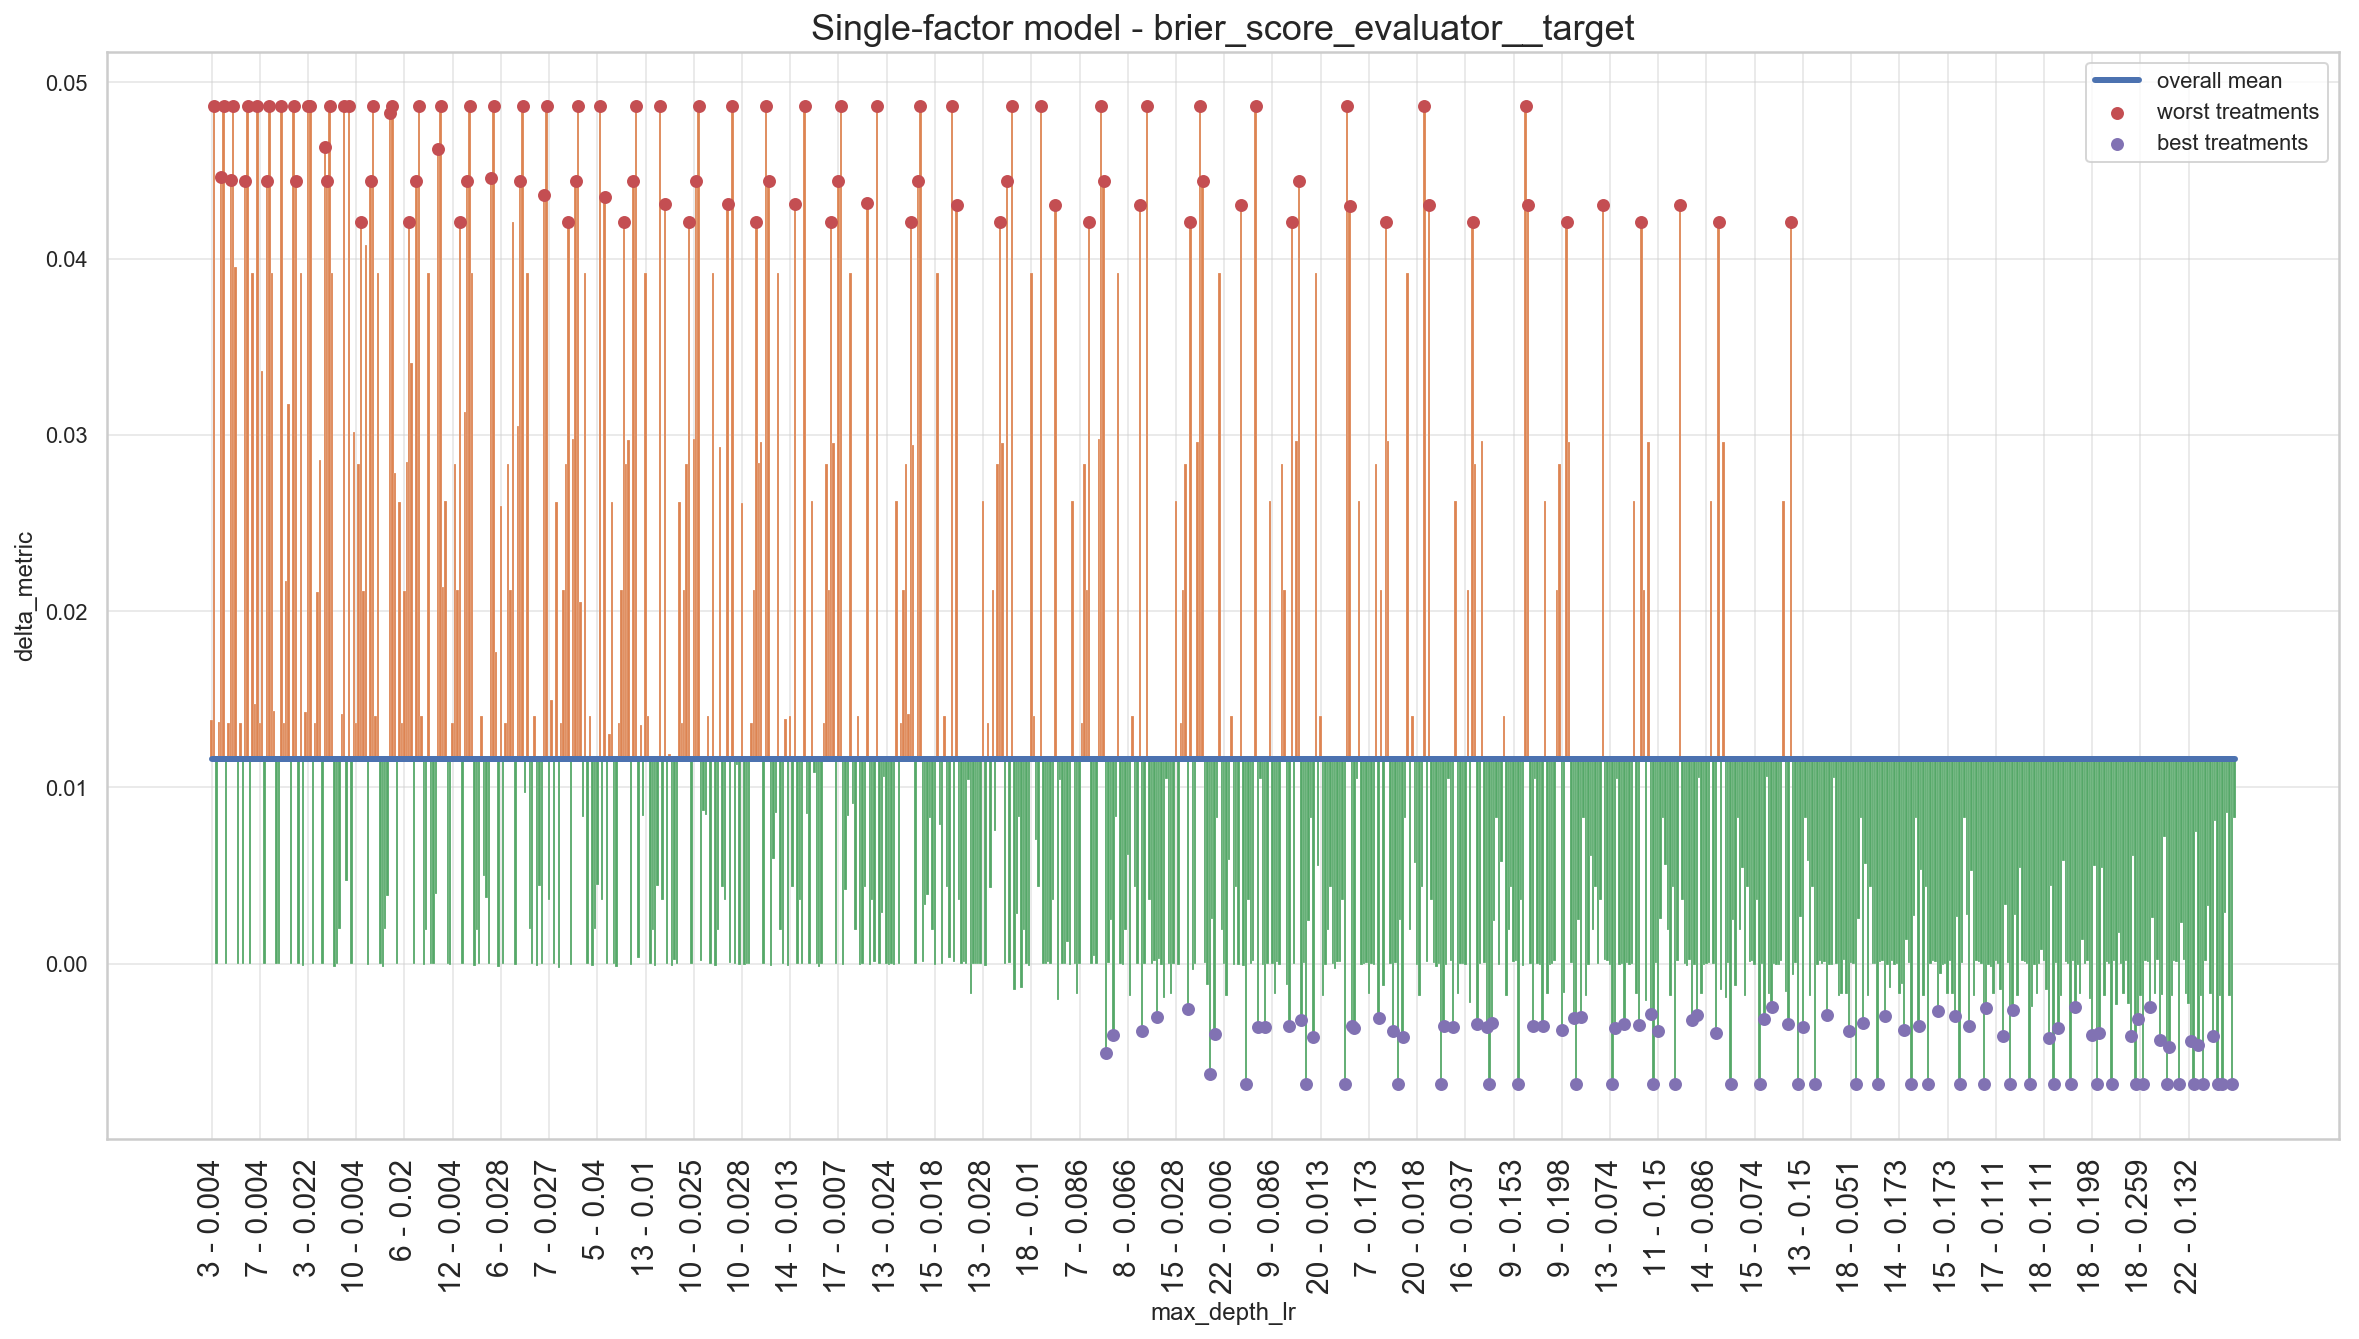 Single-factor model - brier_score_evaluator__target
overall mean
worst treatments
best treatments
delta_metric
0.05
0.04
0.03
0.02
0.01
0.00
3 - 0.004
7 - 0.004
3 - 0.022
10 - 0.004
6 - 0.02
12 - 0.004
6 - 0.028
7 - 0.027
5 - 0.04
13 - 0.01
10 - 0.025
10 - 0.028
14 - 0.013
17 - 0.007
13 - 0.024
15 - 0.018
13 - 0.028
18 - 0.01
7 - 0.086
8 - 0.066
15 - 0.028
22 - 0.006
9 - 0.086
20 - 0.013
7 - 0.173
20 - 0.018
16 - 0.037
9 - 0.153
9 - 0.198
13 - 0.074
11 - 0.15
14 - 0.086
15 - 0.074
13 - 0.15
18 - 0.051
14 - 0.173
15 - 0.173
17 - 0.111
18 - 0.111
18 - 0.198
18 - 0.259
22 - 0.132
max_depth_lr